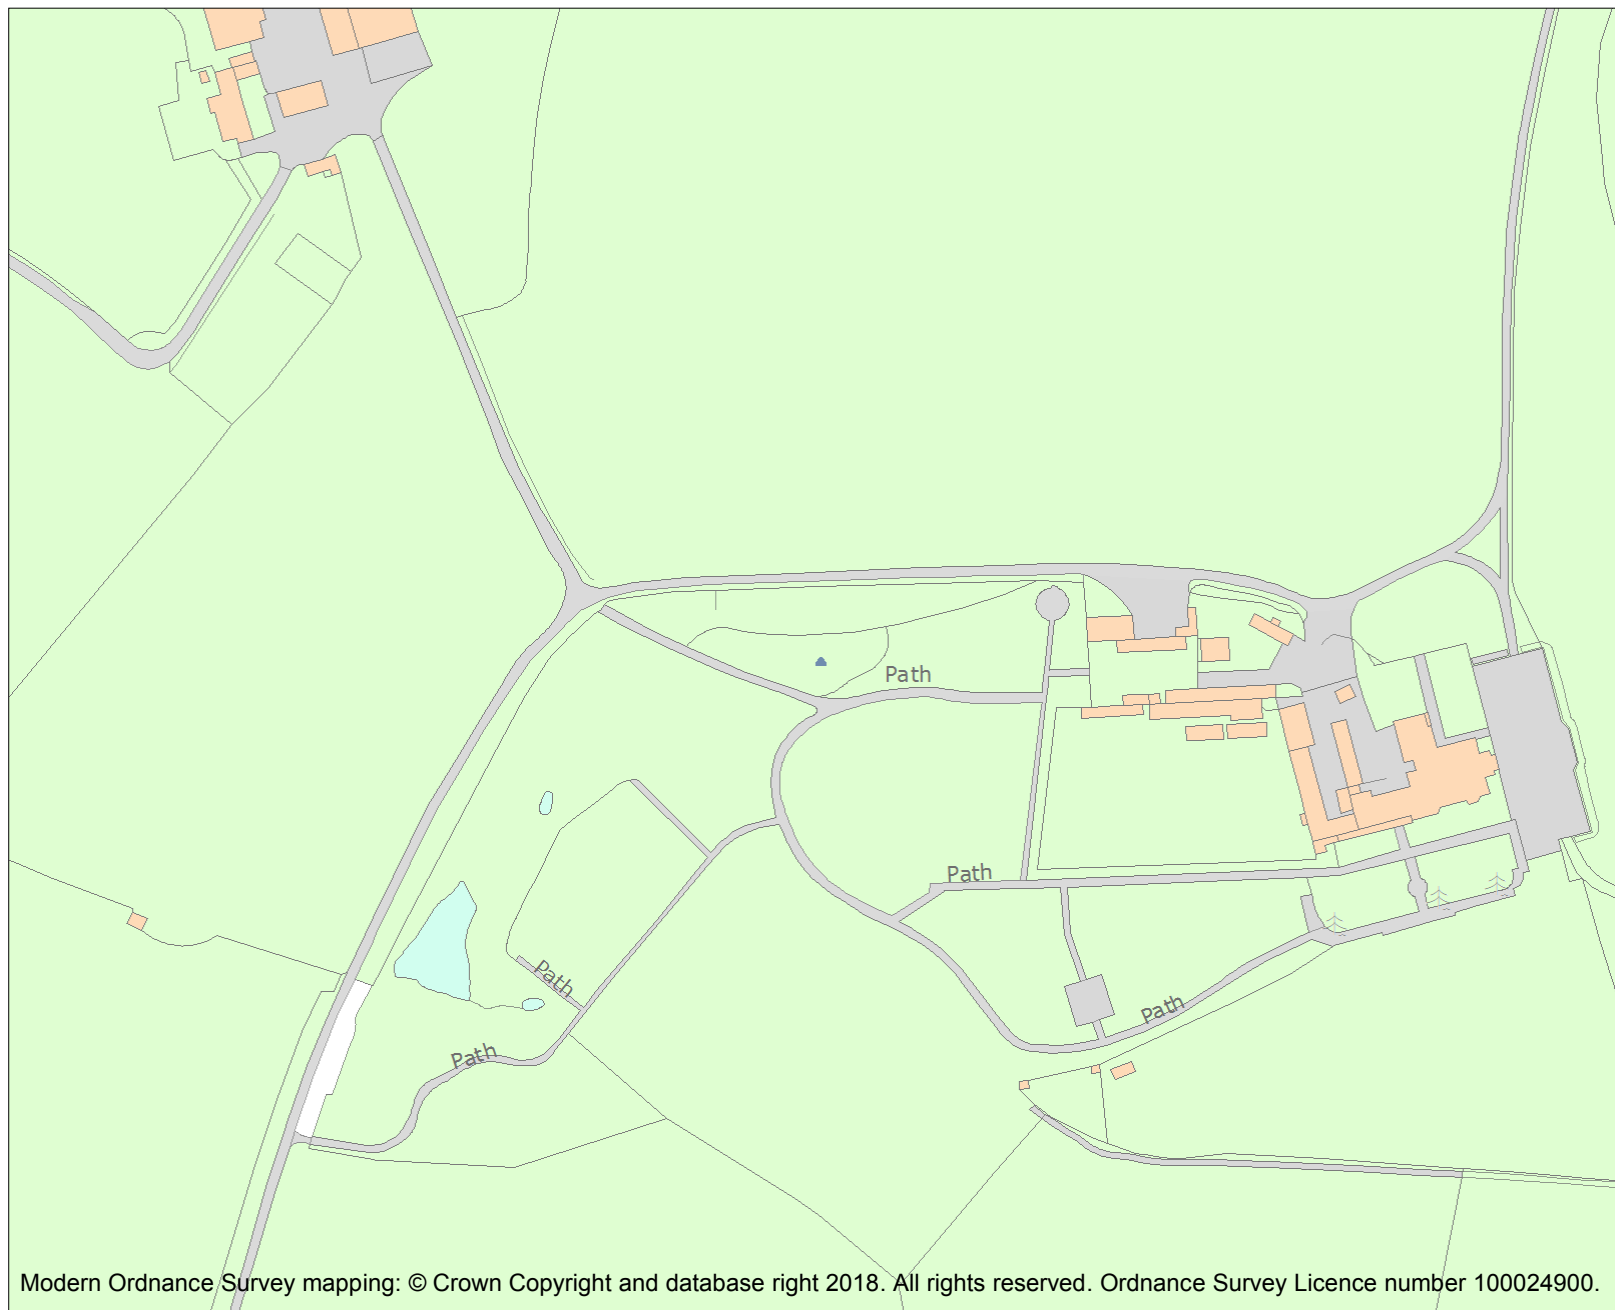 Path
Path
Path
Path
Path
Modern Ordnance Survey mapping: © Crown Copyright and database right 2018. All rights reserved. Ordnance Survey Licence number 100024900.